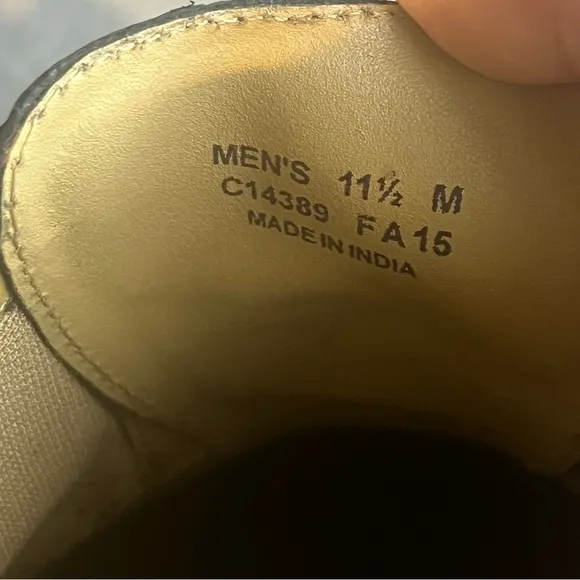 MEN'S 11½ M
C14389 FA15
MADE IN INDIA